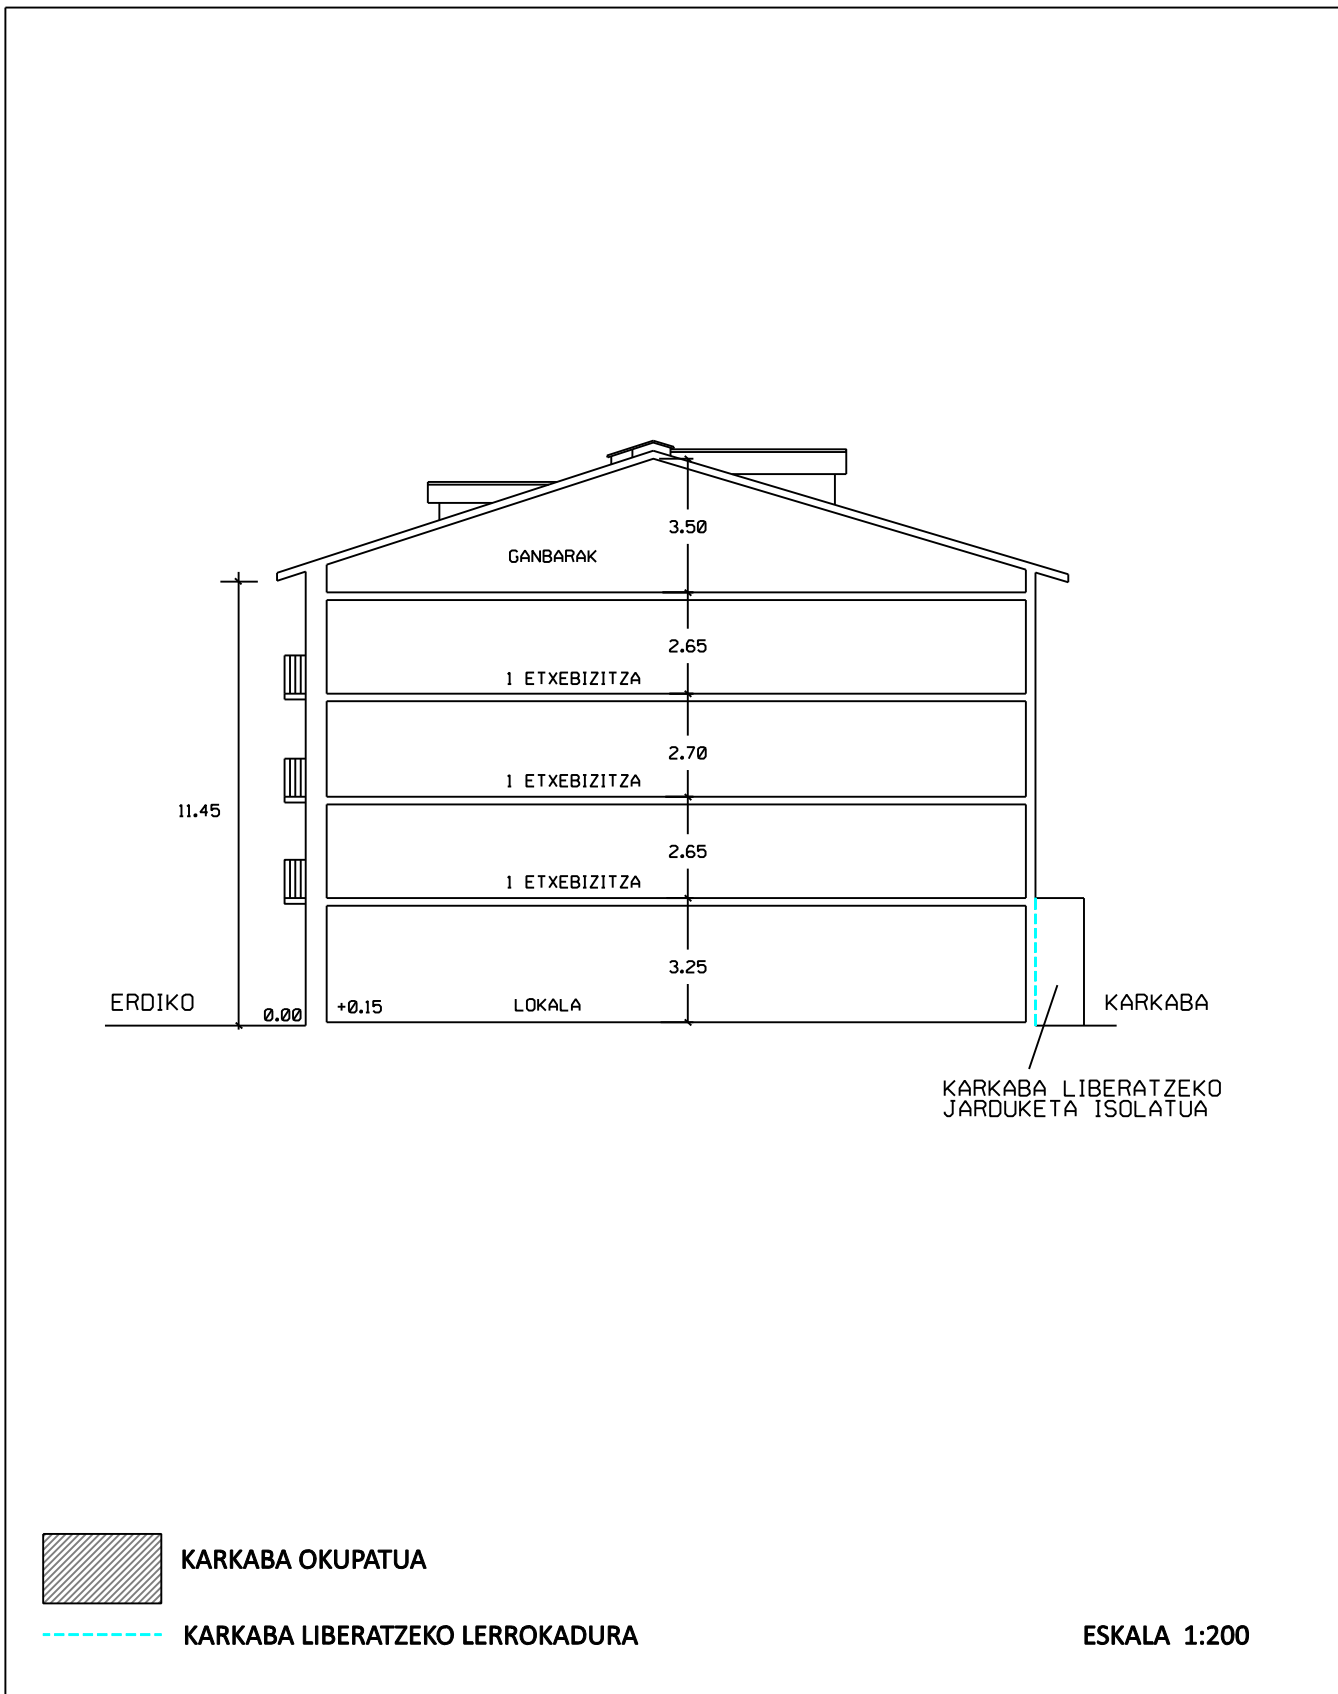 3.50
GANBARAK
2.65
1 ETXEBIZITZA
2.70
1 ETXEBIZITZA
11.45
2.65
1 ETXEBIZITZA
3.25
ERDIKO
0.00
+0.15
LOKALA
KARKABA
KARKABA LIBERATZEKO
JARDUKETA ISOLATUA
KARKABA OKUPATUA
KARKABA LIBERATZEKO LERROKADURA
ESKALA 1:200